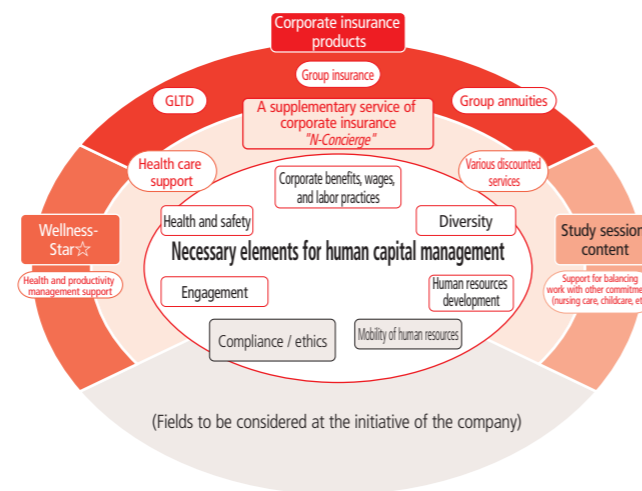 Corporate insurance
products
Group insurance
GLTD
Group annuities
A supplementary service of
corporate insurance
"N-Concierge"
Health care
support
Various discounted
services
Corporate benefits, wages,
and labor practices
Health and safety
Diversity
Wellness-
Star☆
Study session
content
Necessary elements for human capital management
Health and productivity
management support
Engagement
Human resources
development
Support for balancing
work with other commitme
(nursing care, childcare, et
Compliance / ethics
Mobility of human resources
(Fields to be considered at the initiative of the company)